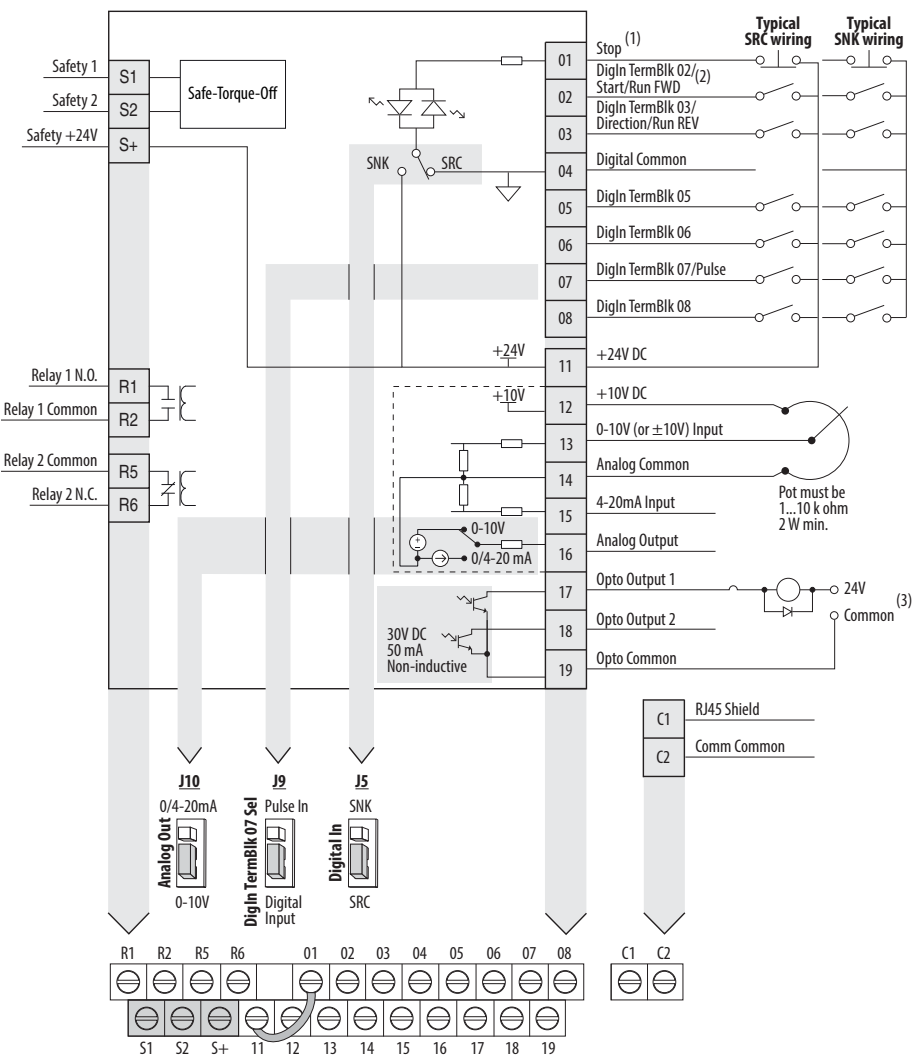 Typical
SRC wiring
Typical
SNK wiring
Safety 1
S1
Safety 2
S2
Safety +24V
S+
Safe-Torque-Off
SNK
SRC
01
Stop (1)
02
DigIn TermBlk 02/(2)
Start/Run FWD
03
DigIn TermBlk 03/
Direction/Run REV
04
Digital Common
05
DigIn TermBlk 05
06
DigIn TermBlk 06
07
DigIn TermBlk 07/Pulse
08
DigIn TermBlk 08
+24V
11
+24V DC
Relay 1 N.O.
R1
Relay 1 Common
R2
Relay 2 Common
R5
Relay 2 N.C.
R6
+10V
12
+10V DC
13
0-10V (or ±10V) Input
14
Analog Common
Pot must be
1...10 k ohm
2 W min.
15
4-20mA Input
0-10V
+
-
0/4-20 mA
16
Analog Output
17
Opto Output 1
24V
Common (3)
18
Opto Output 2
19
Opto Common
30V DC
50 mA
Non-inductive
C1
RJ45 Shield
C2
Comm Common
J10
0/4-20mA
Analog Out
0-10V
J9
Pulse In
DigIn TermBlk 07 Sel
Digital
Input
J5
SNK
Digital In
SRC
R1 R2 R5 R6 01 02 03 04 05 06 07 08
C1 C2
S1 S2 S+ 11 12 13 14 15 16 17 18 19